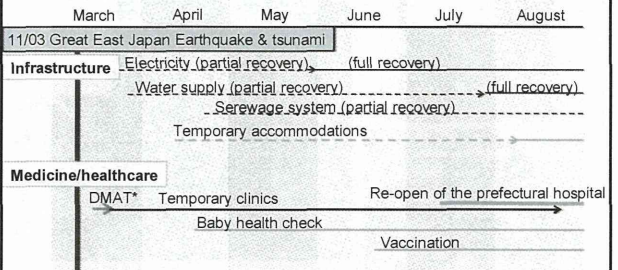 March April May June July August
11/03 Great East Japan Earthquake & tsunami
Infrastructure
Electricity (partial recovery) (full recovery)
Water supply (partial recovery) (full recovery)
Serewage system (partial recovery)
Temporary accommodations
Medicine/healthcare
DMAT* Temporary clinics Re-open of the prefectural hospital
Baby health check
Vaccination